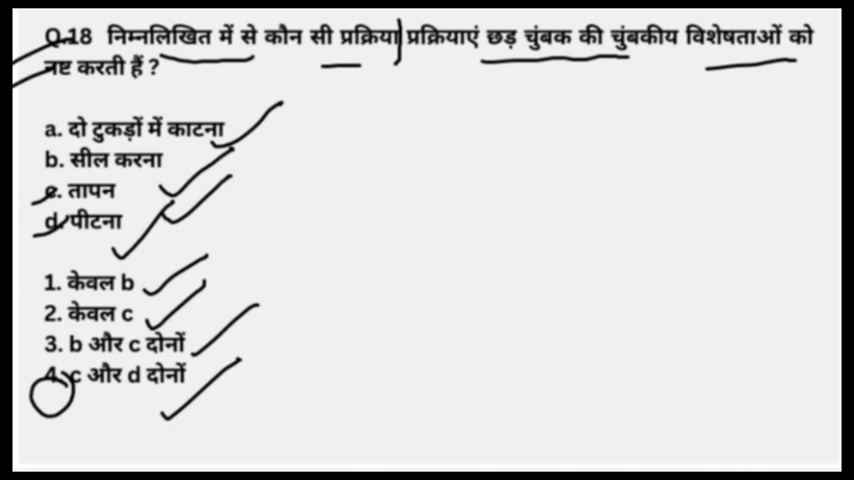 Q.18 निम्नलिखित में से कौन सी प्रक्रिया/ प्रक्रियाएं छड़ चुंबक की चुंबकीय विशेषताओं को
नष्ट करती हैं ?
a. दो टुकड़ों में काटना
b. सील करना
c. तापन
d. पीटना
1. केवल b
2. केवल c
3. b और c दोनों
4. c और d दोनों